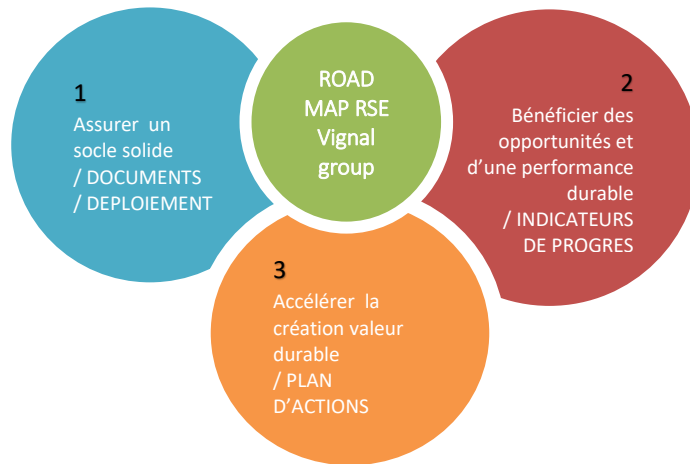 ROAD
MAP RSE
Vignal
group
1
Assurer un
socle solide
/ DOCUMENTS
/ DEPLOIEMENT
2
Bénéficier des
opportunités et
d'une performance
durable
/ INDICATEURS
DE PROGRES
3
Accélérer la
création valeur
durable
/ PLAN
D'ACTIONS